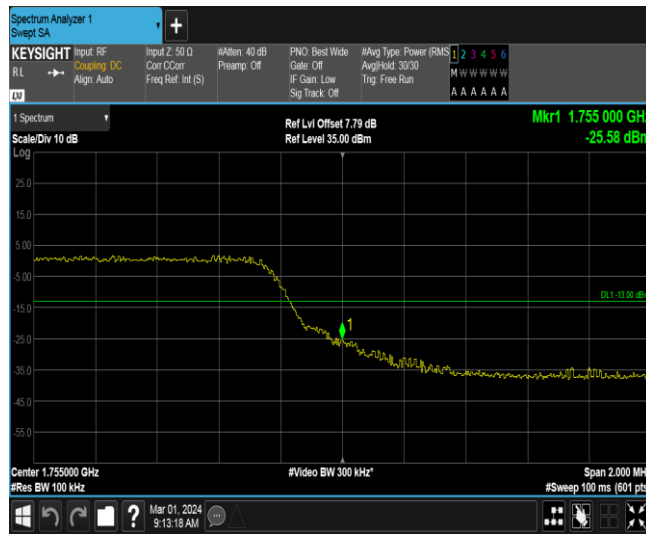 Spectrum Analyzer 1
Swept SA
KEYSIGHT
RL
LXI
Input: RF
Coupling: DC
Align: Auto
Input Z: 50 Ω
Corr CCorr
Freq Ref: Int (S)
#Atten: 40 dB
Preamp: Off
PNO: Best Wide
Gate: Off
IF Gain: Low
Sig Track: Off
#Avg Type: Power (RMS
Avg|Hold: 30/30
Trig: Free Run
1 2 3 4 5 6
M W W W W W
A A A A A A
1 Spectrum
Scale/Div 10 dB
Ref Lvl Offset 7.79 dB
Ref Level 35.00 dBm
Mkr1 1.755 000 GHz
-25.58 dBm
Log
25.0
15.0
5.00
-5.00
-15.0
-25.0
-35.0
-45.0
-55.0
1
DL1 -13.00 dBm
Center 1.755000 GHz
#Res BW 100 kHz
#Video BW 300 kHz*
Span 2.000 MH
#Sweep 100 ms (601 pts
?
Mar 01, 2024
9:13:18 AM